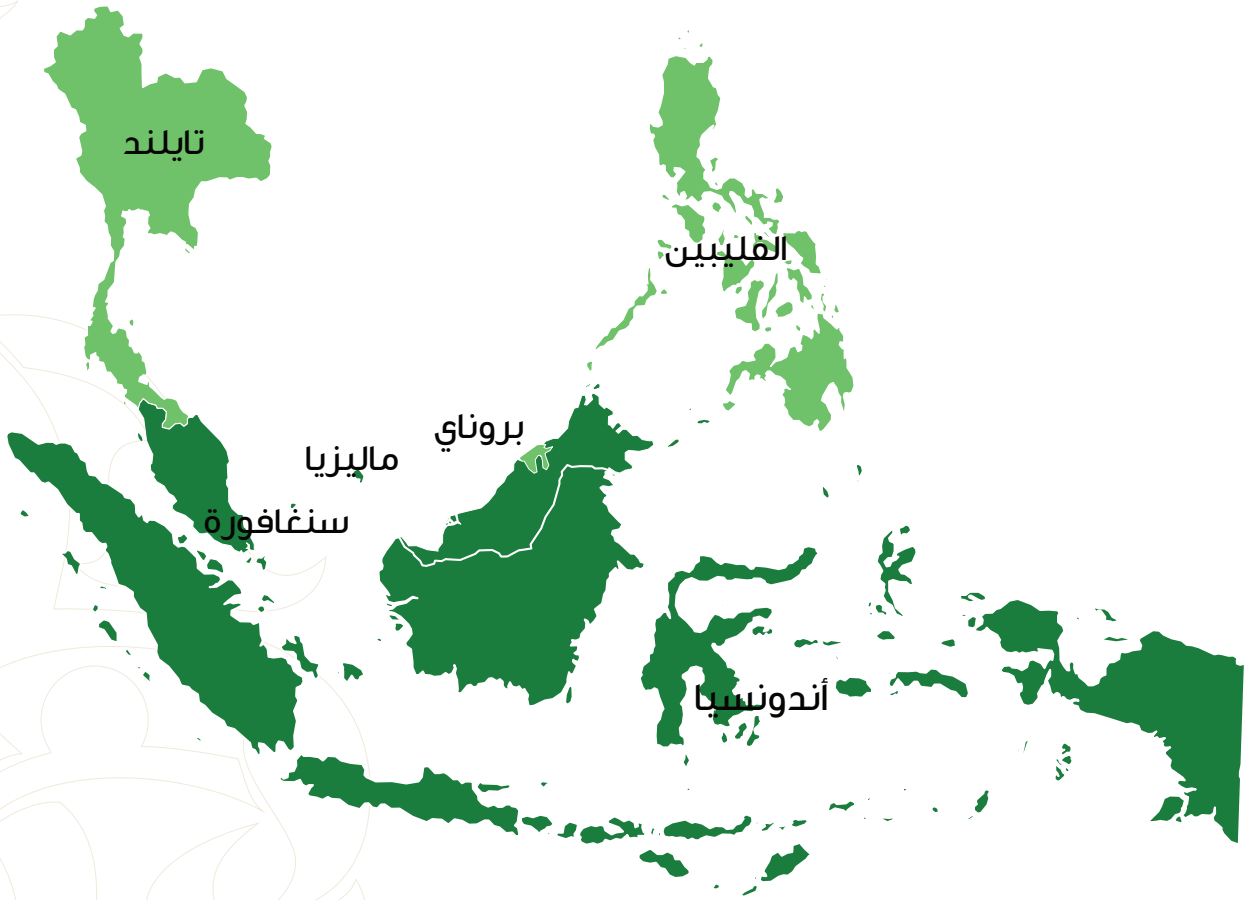 تايلند
الفليبين
بروناي
ماليزيا
سنغافورة
أندونسيا